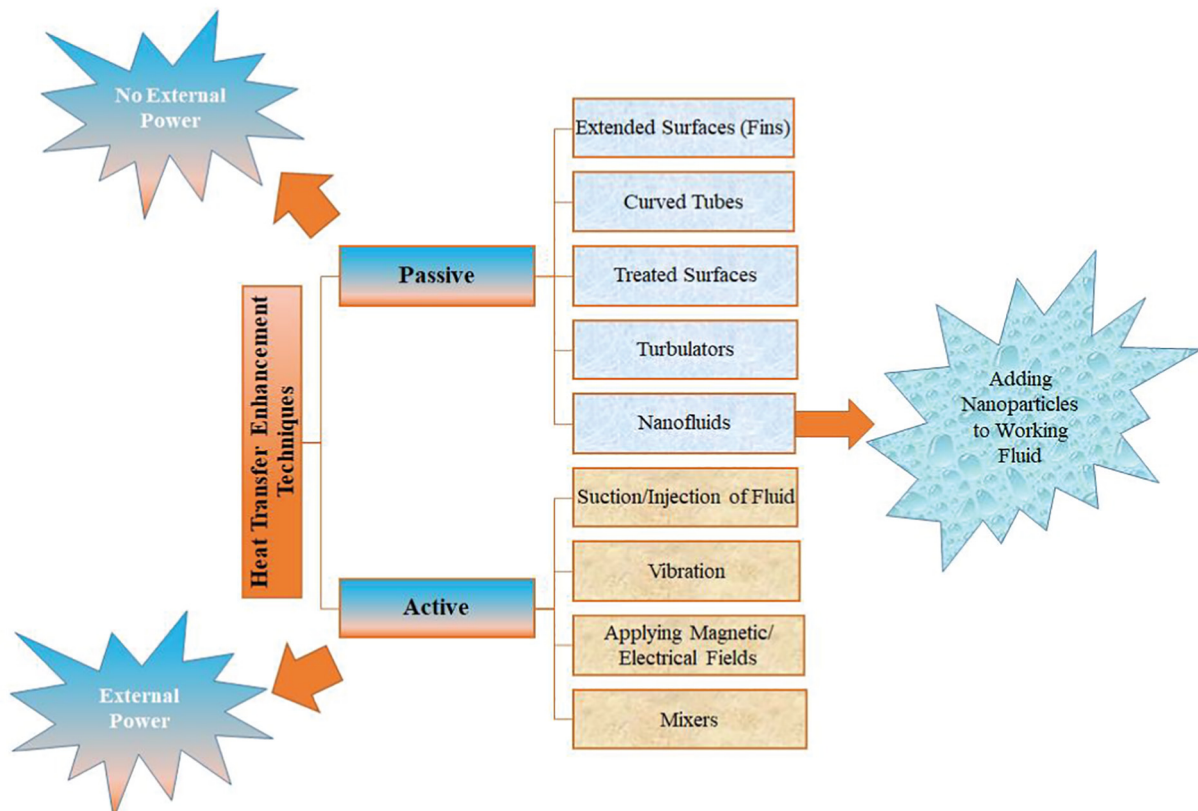 No External
Power
Extended Surfaces (Fins)
Curved Tubes
Passive
Treated Surfaces
Turbulators
Nanofluids
Adding
Nanoparticles
to Working
Fluid
Heat Transfer Enhancement
Techniques
Suction/Injection of Fluid
Vibration
Active
Applying Magnetic/
Electrical Fields
Mixers
External
Power